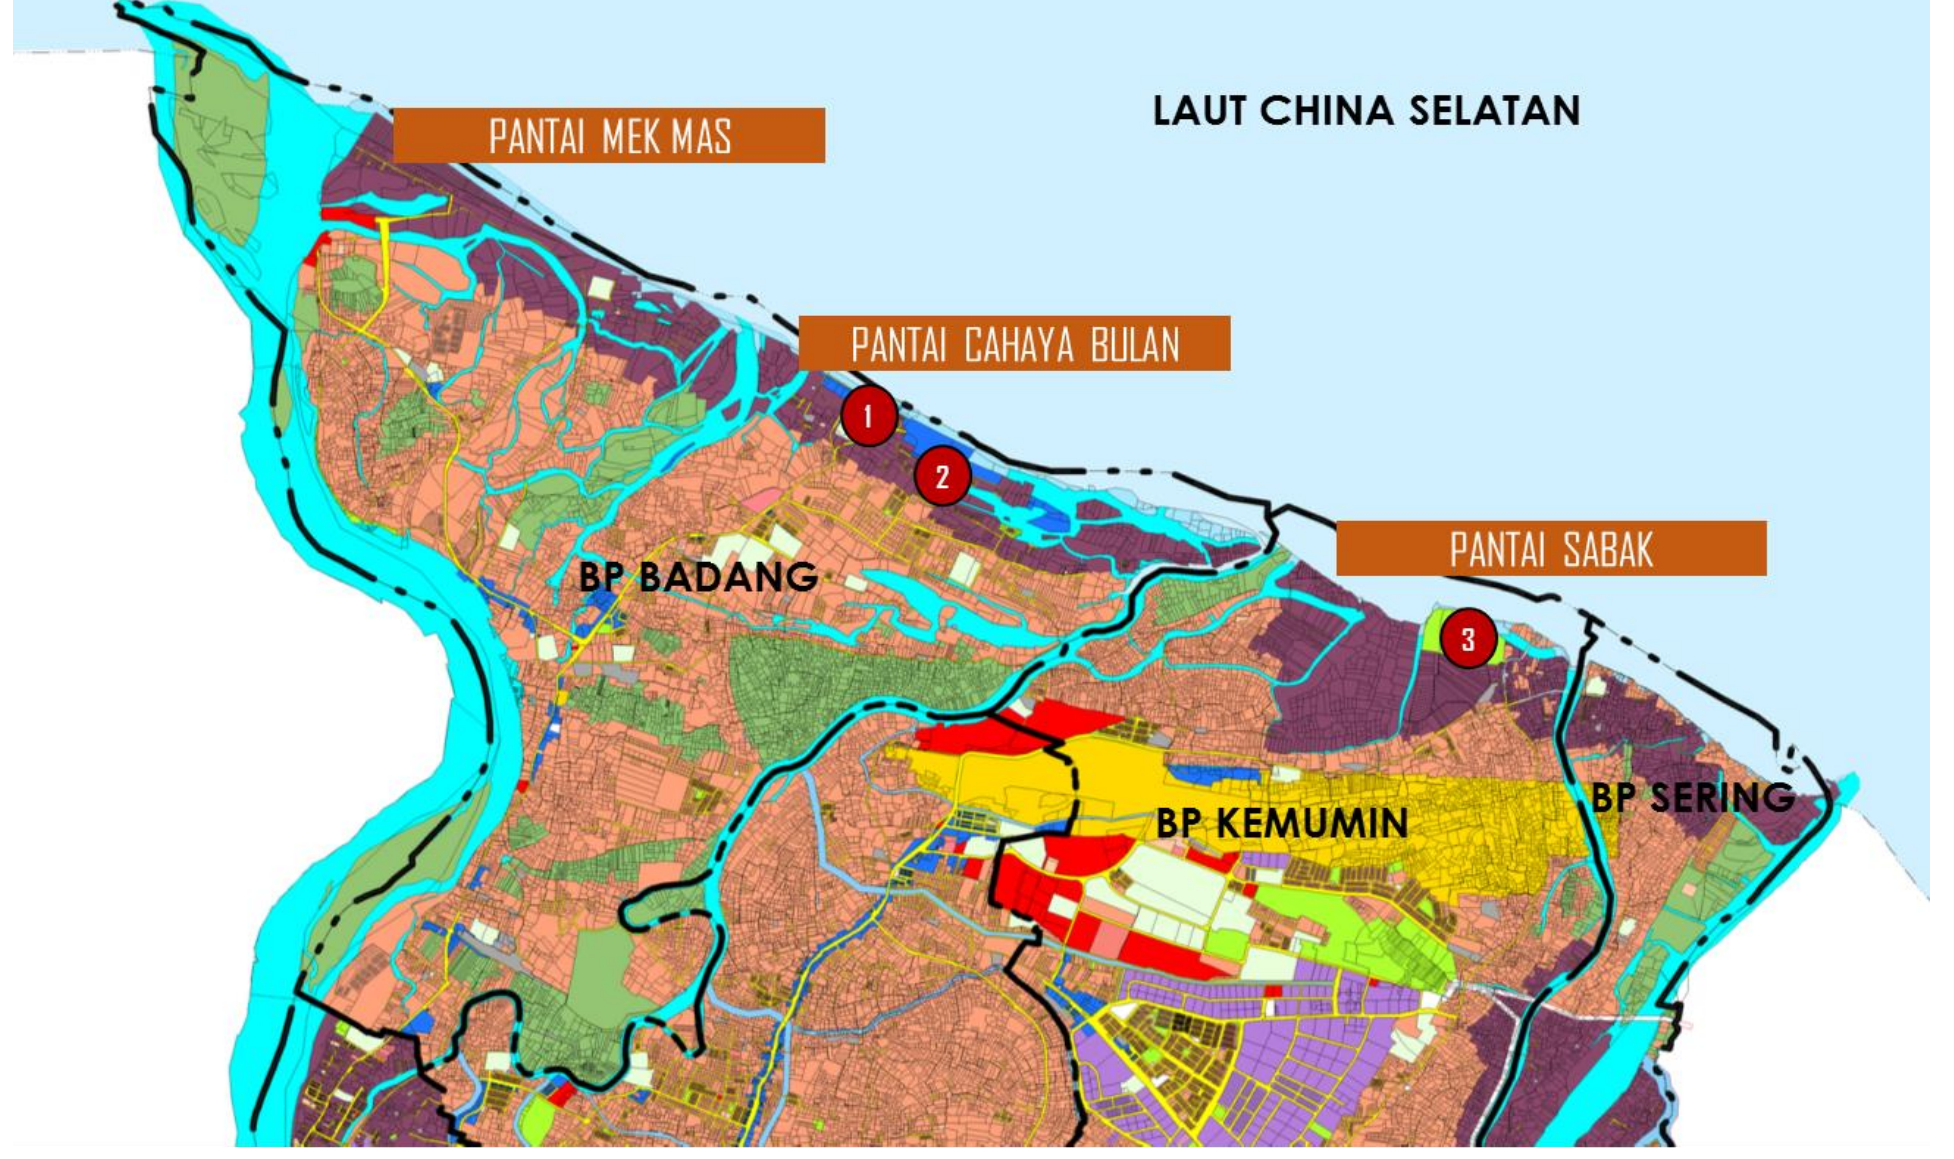 LAUT CHINA SELATAN
PANTAI MEK MAS
PANTAI CAHAYA BULAN
1
2
PANTAI SABAK
BP BADANG
3
BP SERING
BP KEMUMIN